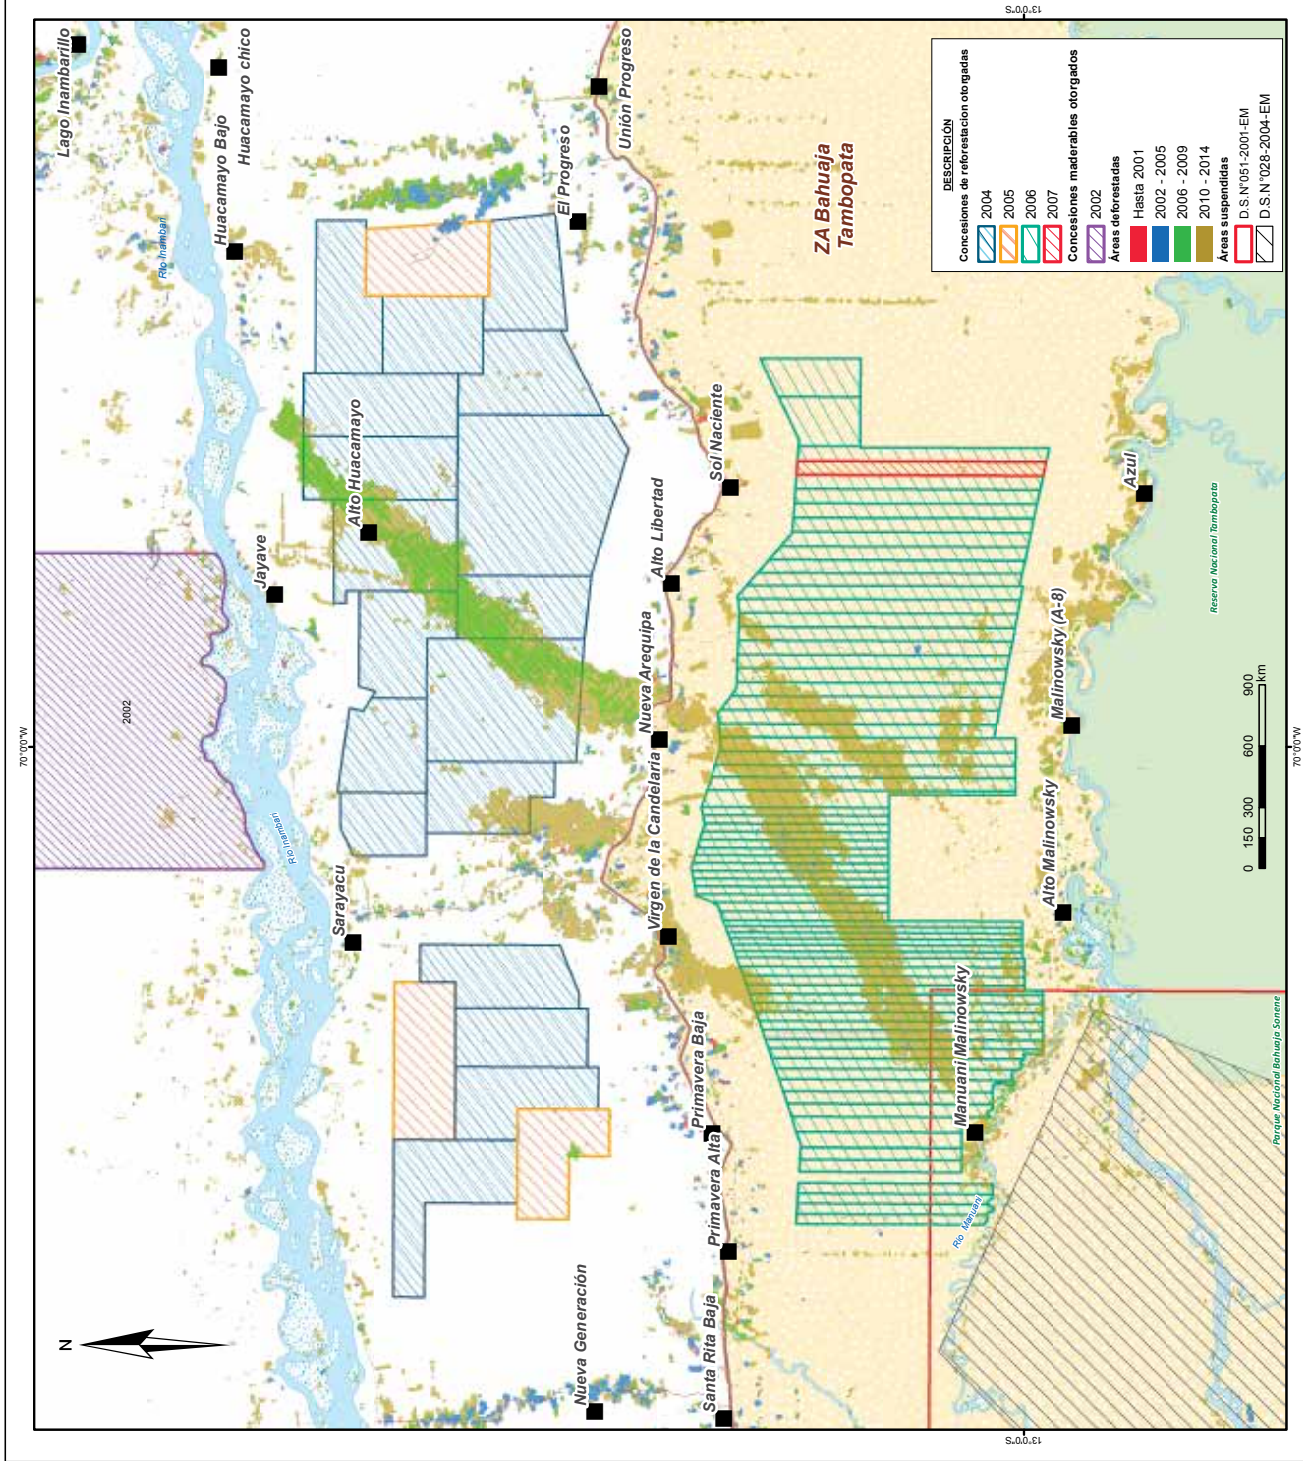 70°0'0"W
13°0'0"S
N
Lago Inambarillo
Huacamayo chico
Huacamayo Bajo
Río Inamban
Jayave
2002
Río Inamban
Sarayacu
Alto Huacamayo
El Progreso
Unión Progreso
Sol Naciente
Alto Libertad
Nueva Arequipa
Virgen de la Candelaria
Primavera Baja
Primavera Alta
Nueva Generación
Santa Rita Baja
ZA Bahuaja
Tambopata
Azul
Malinowsky (A-8)
Alto Malinowsky
Manuani Malinowsky
Río Manuani
Reserva Nacional Tambopata
Parque Nacional Bahuaja Sonene
0 150 300 600 900
km
DESCRIPCIÓN
Concesiones de reforestacion otorgadas
2004
2005
2006
2007
Concesiones maderables otorgados
2002
Áreas deforestadas
Hasta 2001
2002 - 2005
2006 - 2009
2010 - 2014
Áreas suspendidas
D.S.N°051-2001-EM
D.S.N°0228-2004-EM
13°0'0"S
70°0'0"W